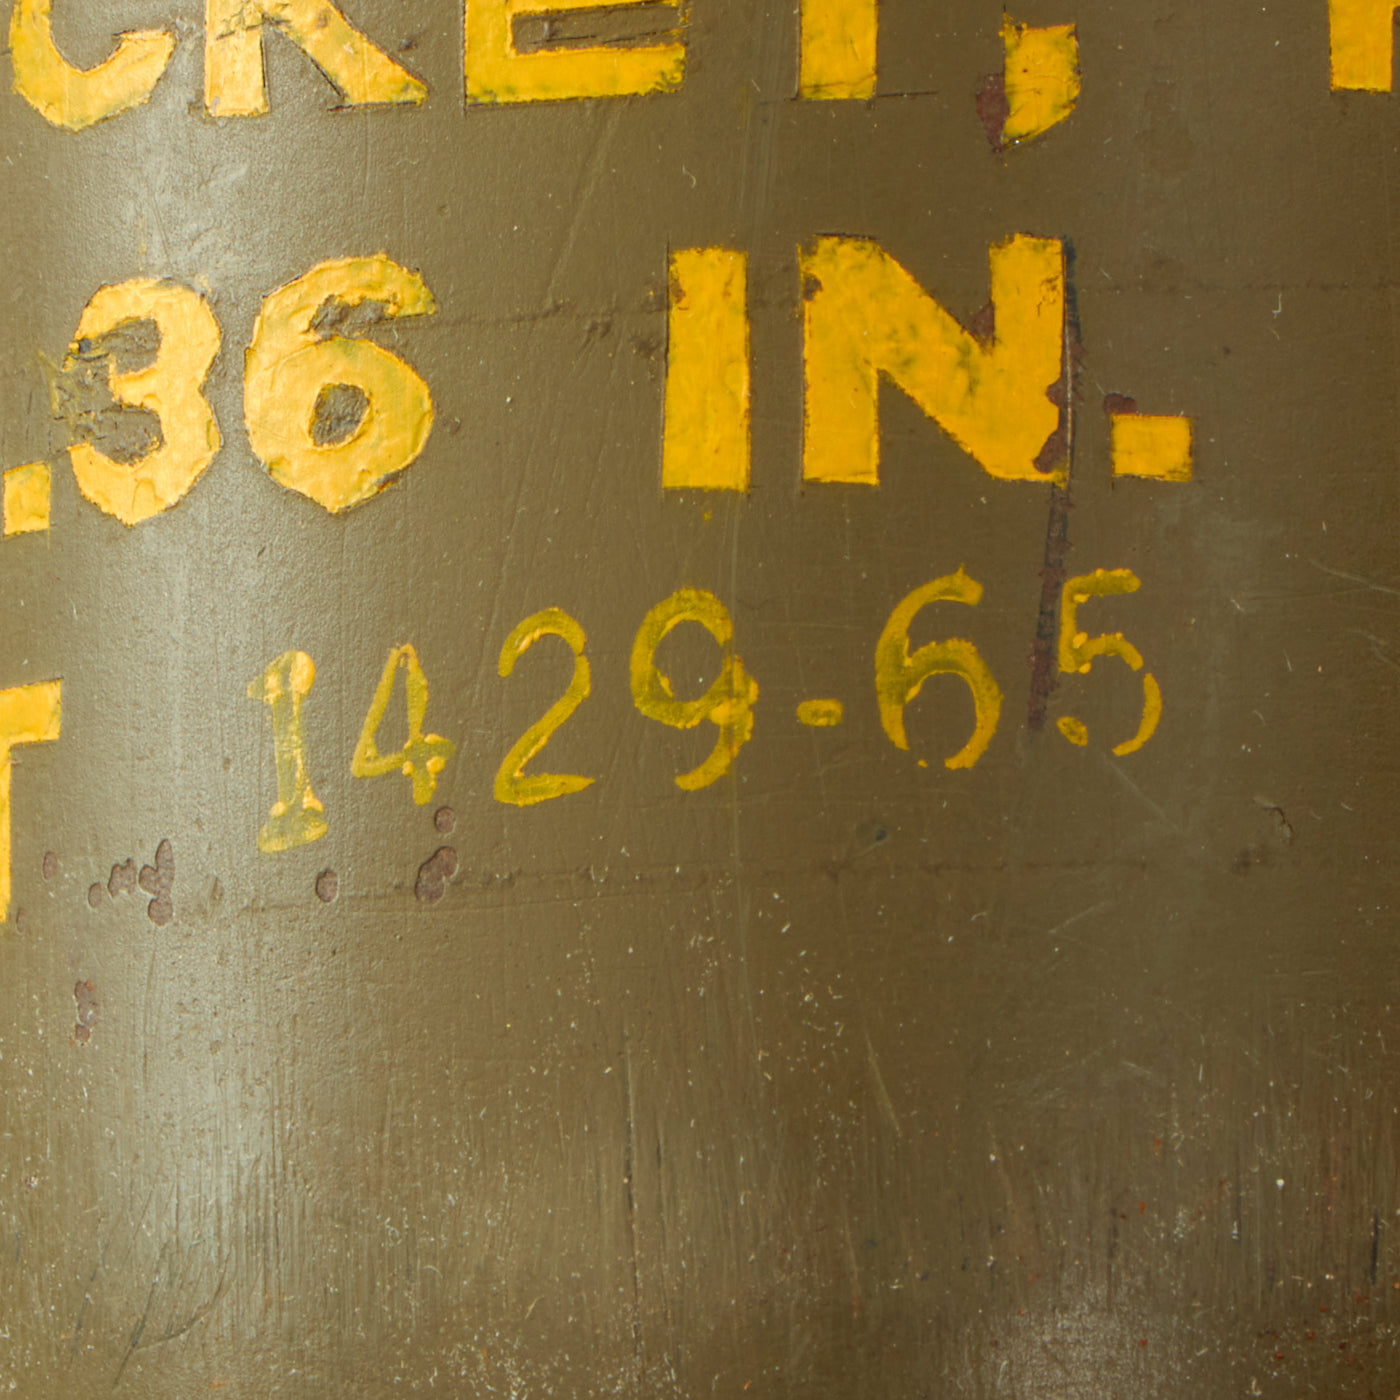 CKET,
.36 IN.
1429-65
T